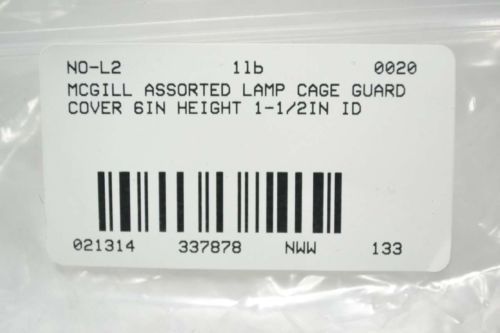 NO-L2 1lb 0020
MCGILL ASSORTED LAMP CAGE GUARD
COVER 6IN HEIGHT 1-1/2IN ID
021314 337878 NWW 133